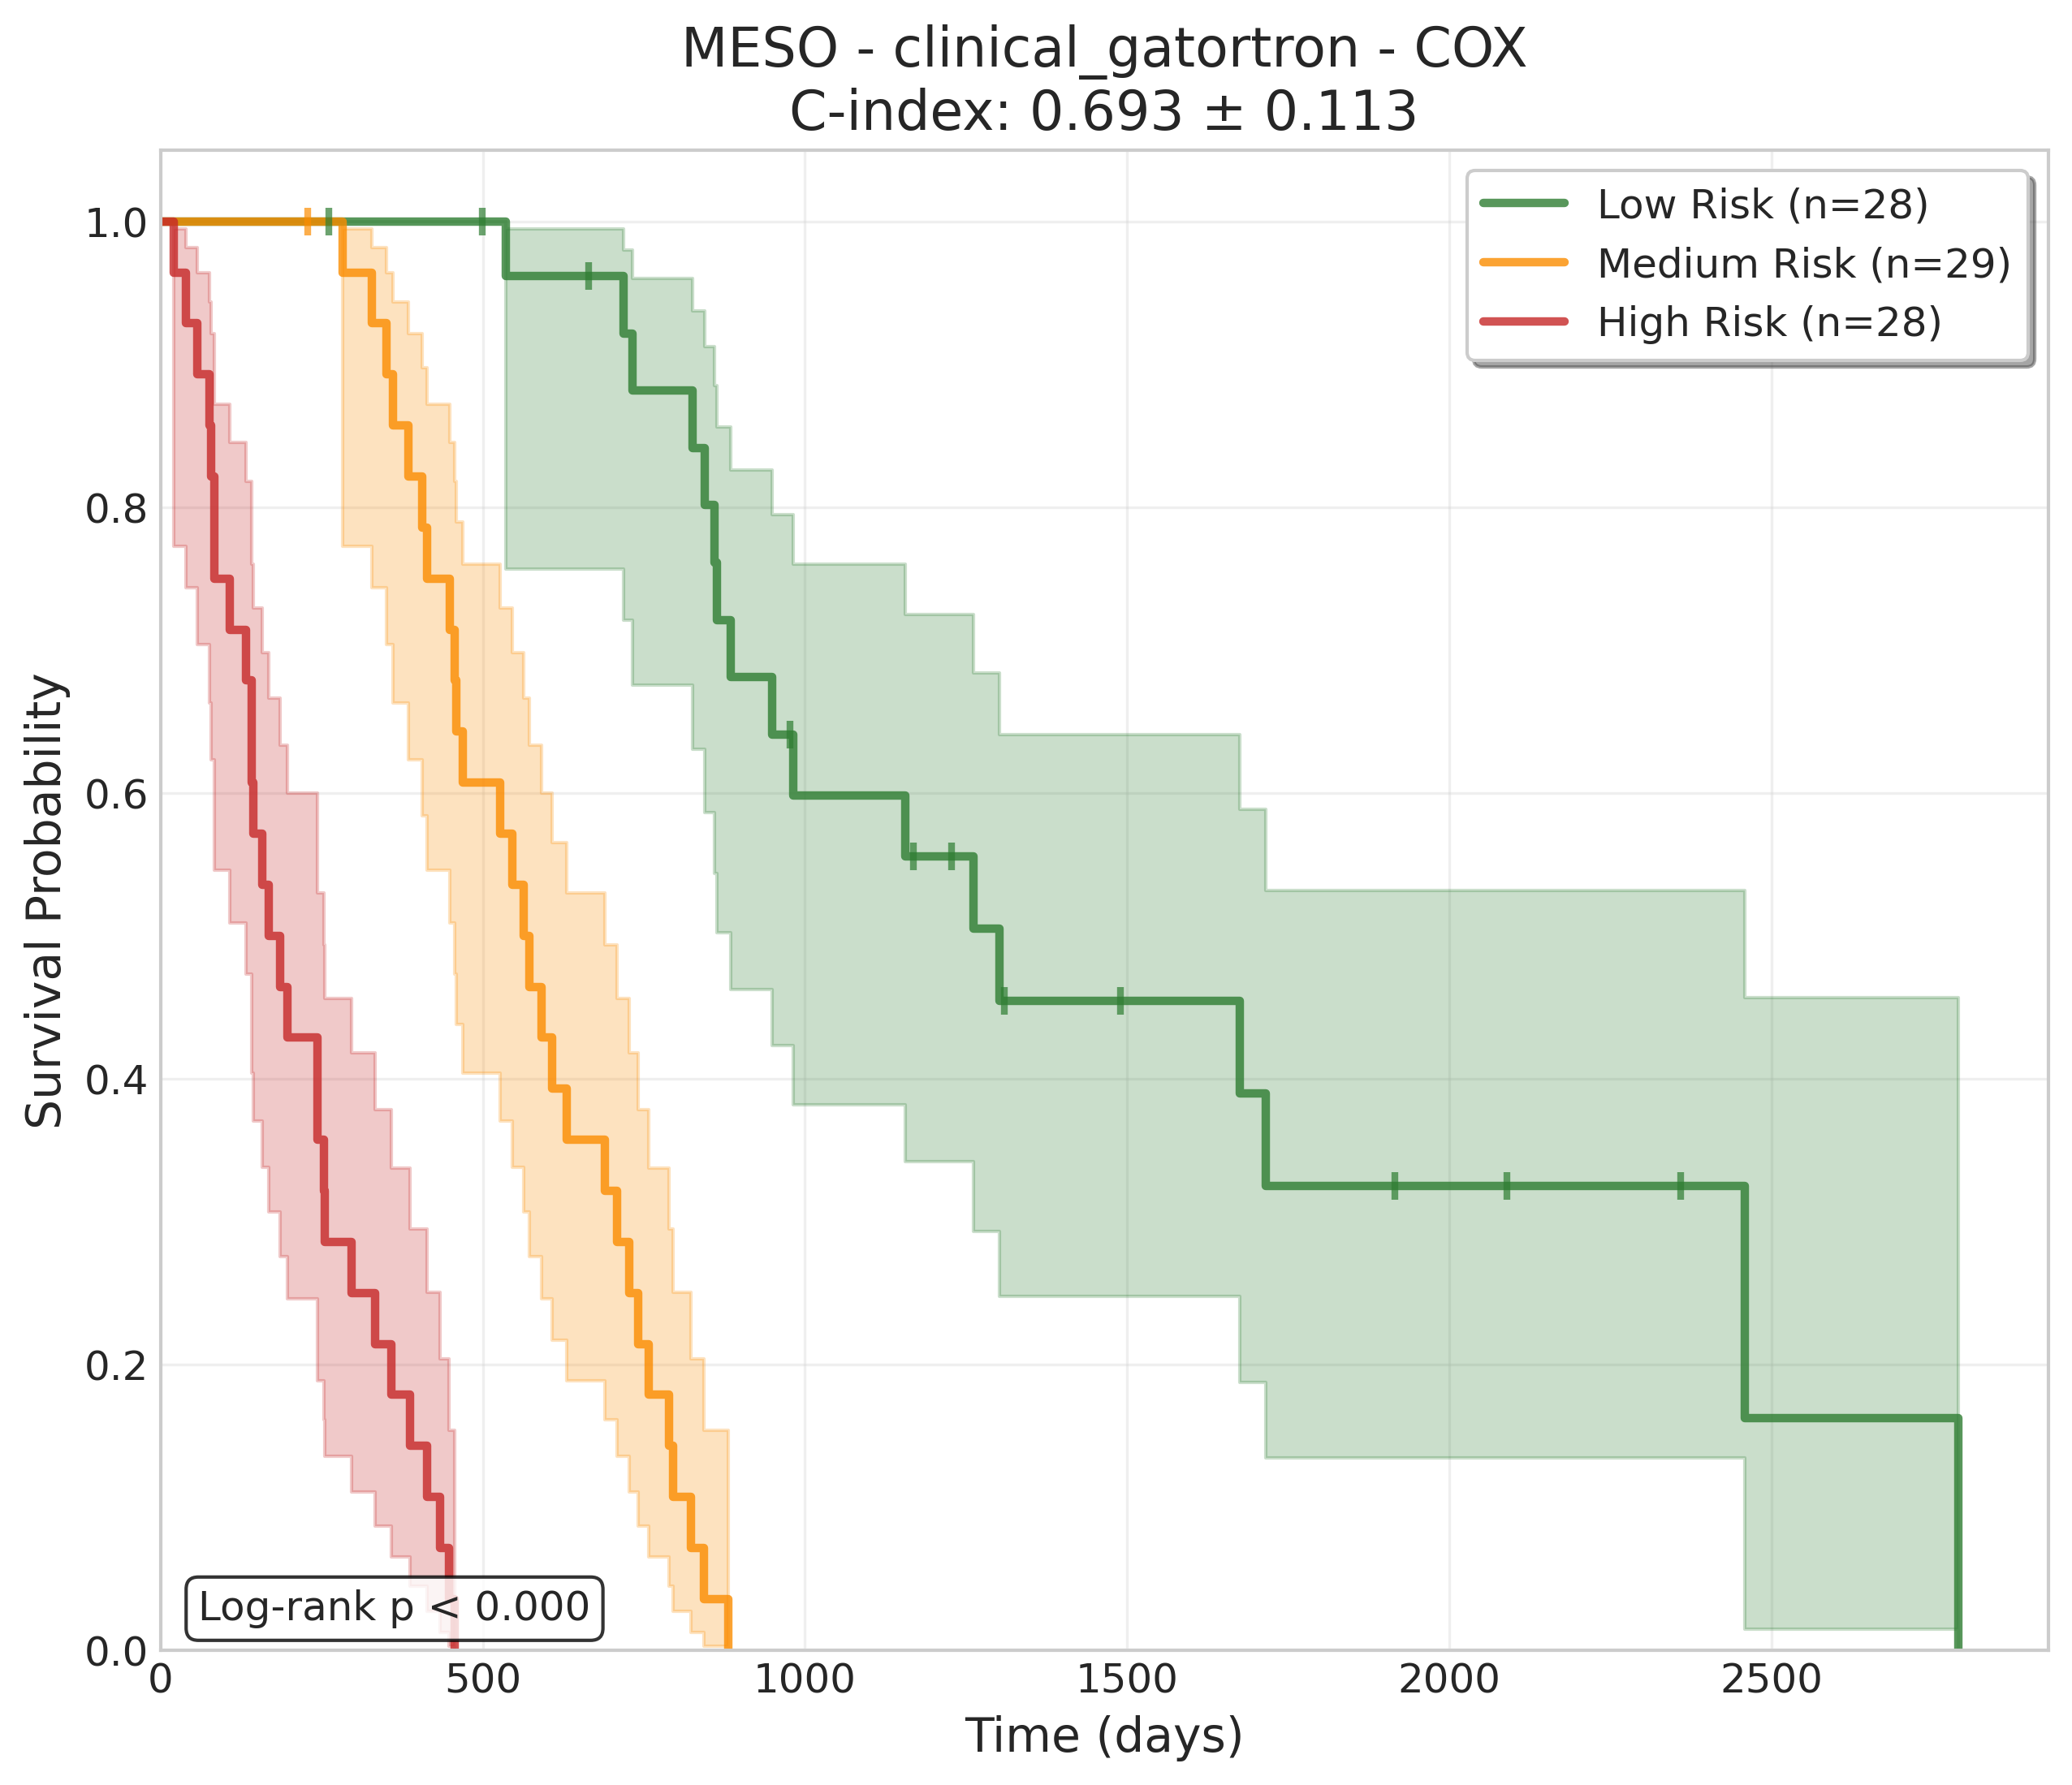 MESO - clinical_gatortron - COX
C-index: 0.693 ± 0.113
Low Risk (n=28)
Medium Risk (n=29)
High Risk (n=28)
Survival Probability
1.0
0.8
0.6
0.4
0.2
0.0
Log-rank p < 0.000
0 500 1000 1500 2000 2500
Time (days)